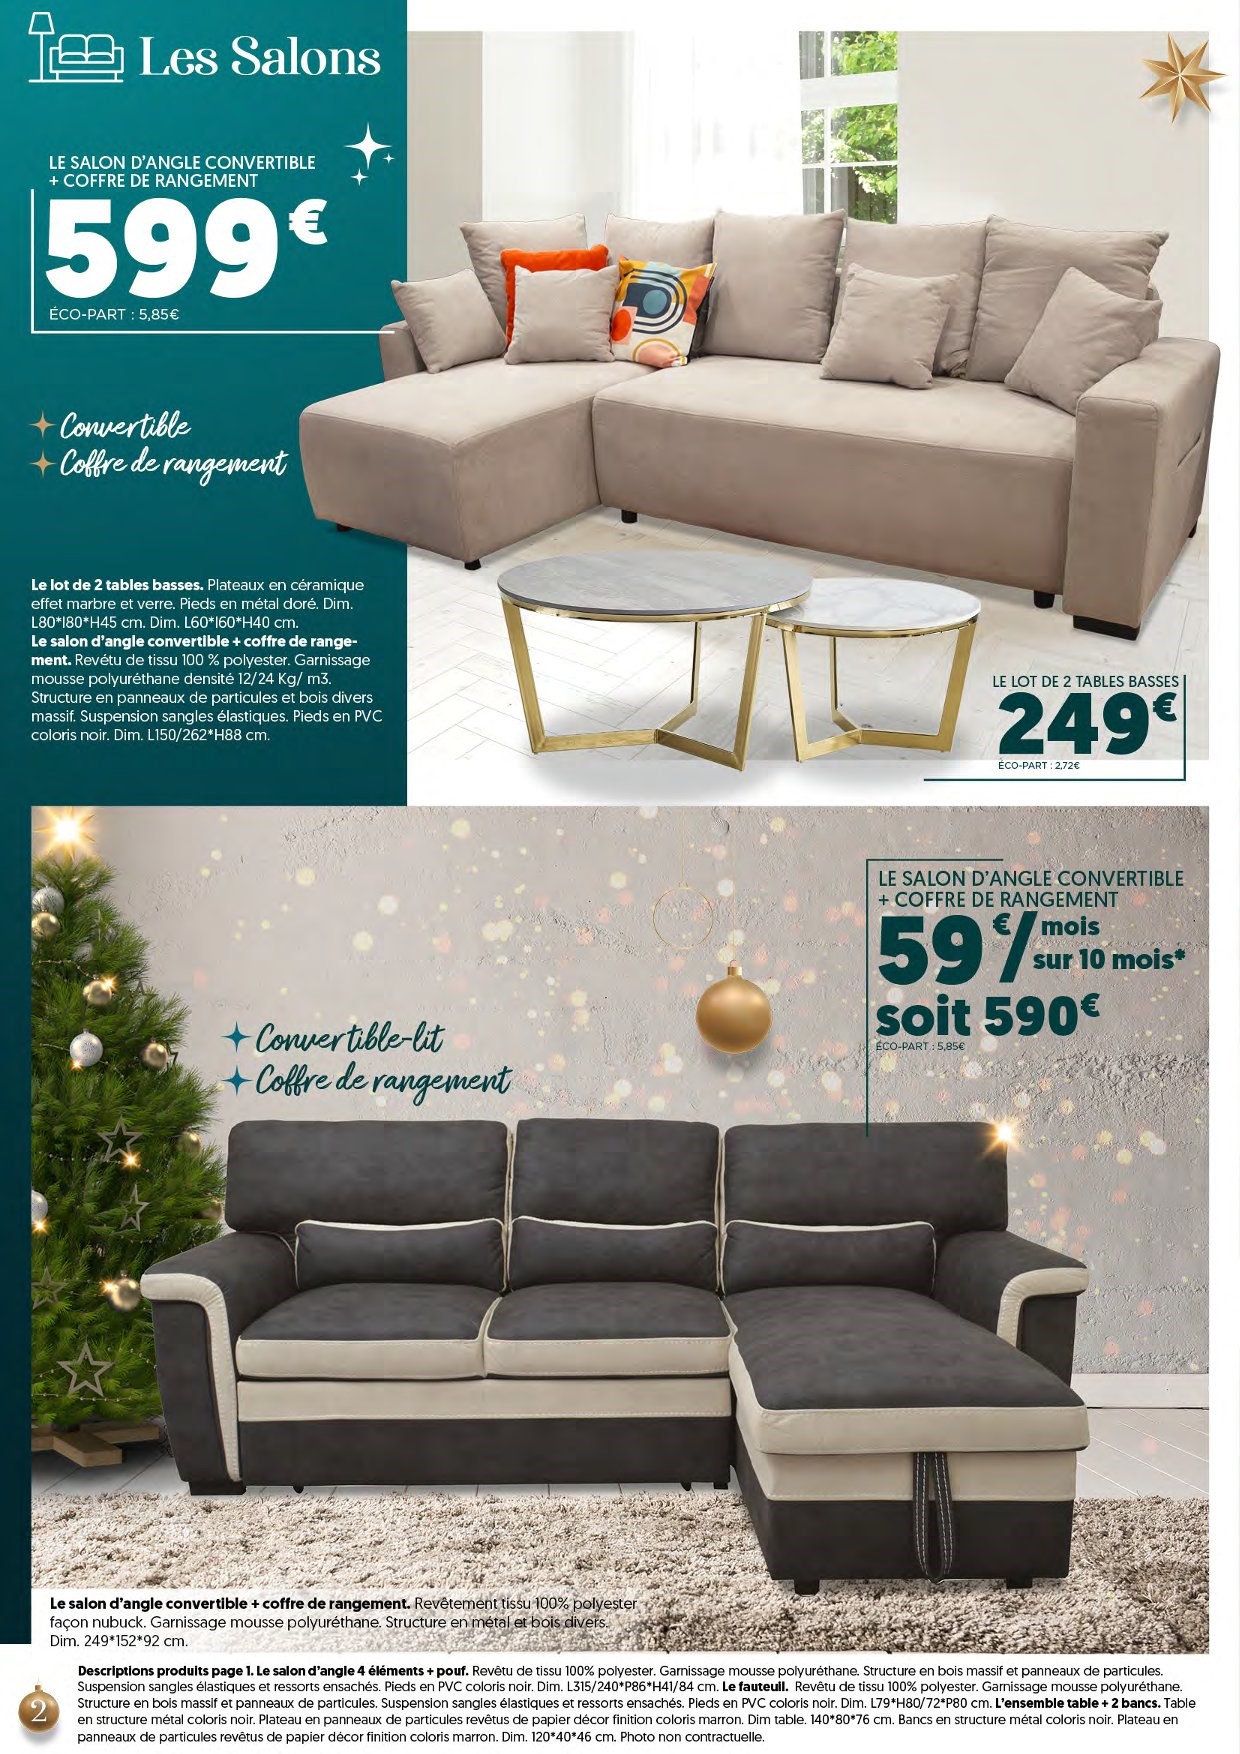 Les Salons
LE SALON D'ANGLE CONVERTIBLE
+ COFFRE DE RANGEMENT
599€
ÉCO-PART : 5,85€
Convertible
Coffre de rangement
Le lot de 2 tables basses. Plateaux en céramique
effet marbre et verre. Pieds en métal doré. Dim.
L80*l80*H45 cm. Dim. L60*l60*H40 cm.
Le salon d'angle convertible + coffre de range-
ment. Revêtu de tissu 100 % polyester. Garnissage
mousse polyuréthane densité 12/24 Kg/ m3.
Structure en panneaux de particules et bois divers
massif. Suspension sangles élastiques. Pieds en PVC
coloris noir. Dim. L150/262*H88 cm.
LE LOT DE 2 TABLES BASSES
249€
ÉCO-PART : 2,72€
LE SALON D'ANGLE CONVERTIBLE
+ COFFRE DE RANGEMENT
59€/mois
sur 10 mois*
soit 590€
ÉCO-PART : 5,85€
Convertible-lit
Coffre de rangement
Le salon d'angle convertible + coffre de rangement. Revêtement tissu 100% polyester
façon nubuck. Garnissage mousse polyuréthane. Structure en métal et bois divers.
Dim. 249*152*92 cm.
Descriptions produits page 1. Le salon d'angle 4 éléments + pouf. Revêtu de tissu 100% polyester. Garnissage mousse polyuréthane. Structure en bois massif et panneaux de particules.
Suspension sangles élastiques et ressorts ensachés. Pieds en PVC coloris noir. Dim. L315/240*P86*H41/84 cm. Le fauteuil. Revêtu de tissu 100% polyester. Garnissage mousse polyuréthane.
Structure en bois massif et panneaux de particules. Suspension sangles élastiques et ressorts ensachés. Pieds en PVC coloris noir. Dim. L79*H80/72*P80 cm. L'ensemble table + 2 bancs. Table
en structure métal coloris noir. Plateau en panneaux de particules revêtus de papier décor finition coloris marron. Dim table. 140*80*76 cm. Bancs en structure métal coloris noir. Plateau en
panneaux de particules revêtus de papier décor finition coloris marron. Dim. 120*40*46 cm. Photo non contractuelle.
2